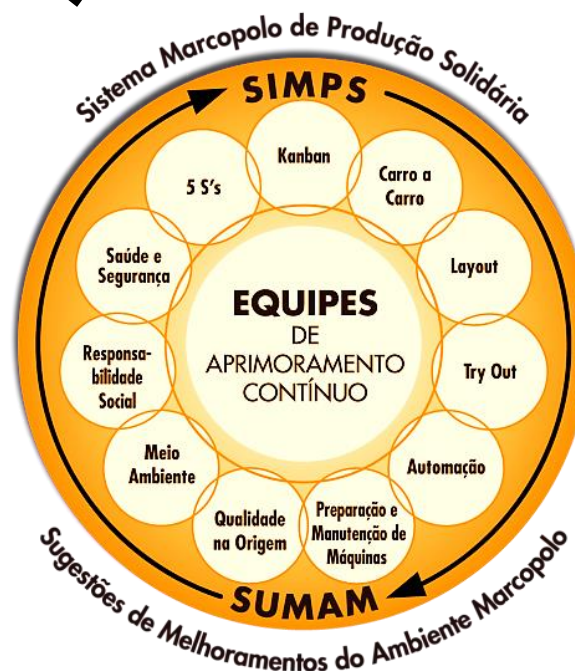 Sistema Marcopolo de Produção Solidária
SIMPS
Kanban
Carro a
Carro
Layout
Try Out
Automação
Preparação e
Manutenção de
Máquinas
Qualidade
na Origem
Meio
Ambiente
Responsa-
bilidade
Social
Saúde e
Segurança
5 S's
EQUIPES
DE
APRIMORAMENTO
CONTÍNUO
SUMAM
Sugestões de Melhoramentos do Ambiente Marcopolo